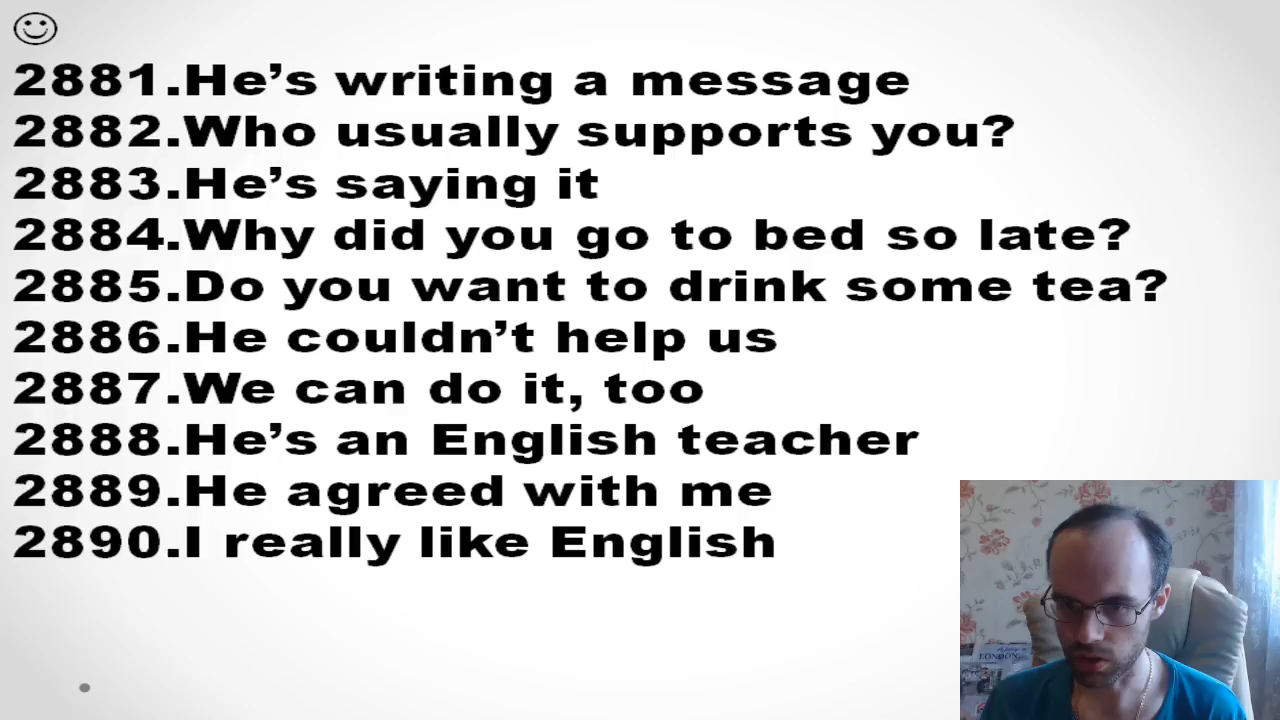 2881.He’s writing a message
2882.Who usually supports you?
2883.He’s saying it
2884.Why did you go to bed so late?
2885.Do you want to drink some tea?
2886.He couldn’t help us
2887.We can do it, too
2888.He’s an English teacher
2889.He agreed with me
2890.I really like English
LONDON